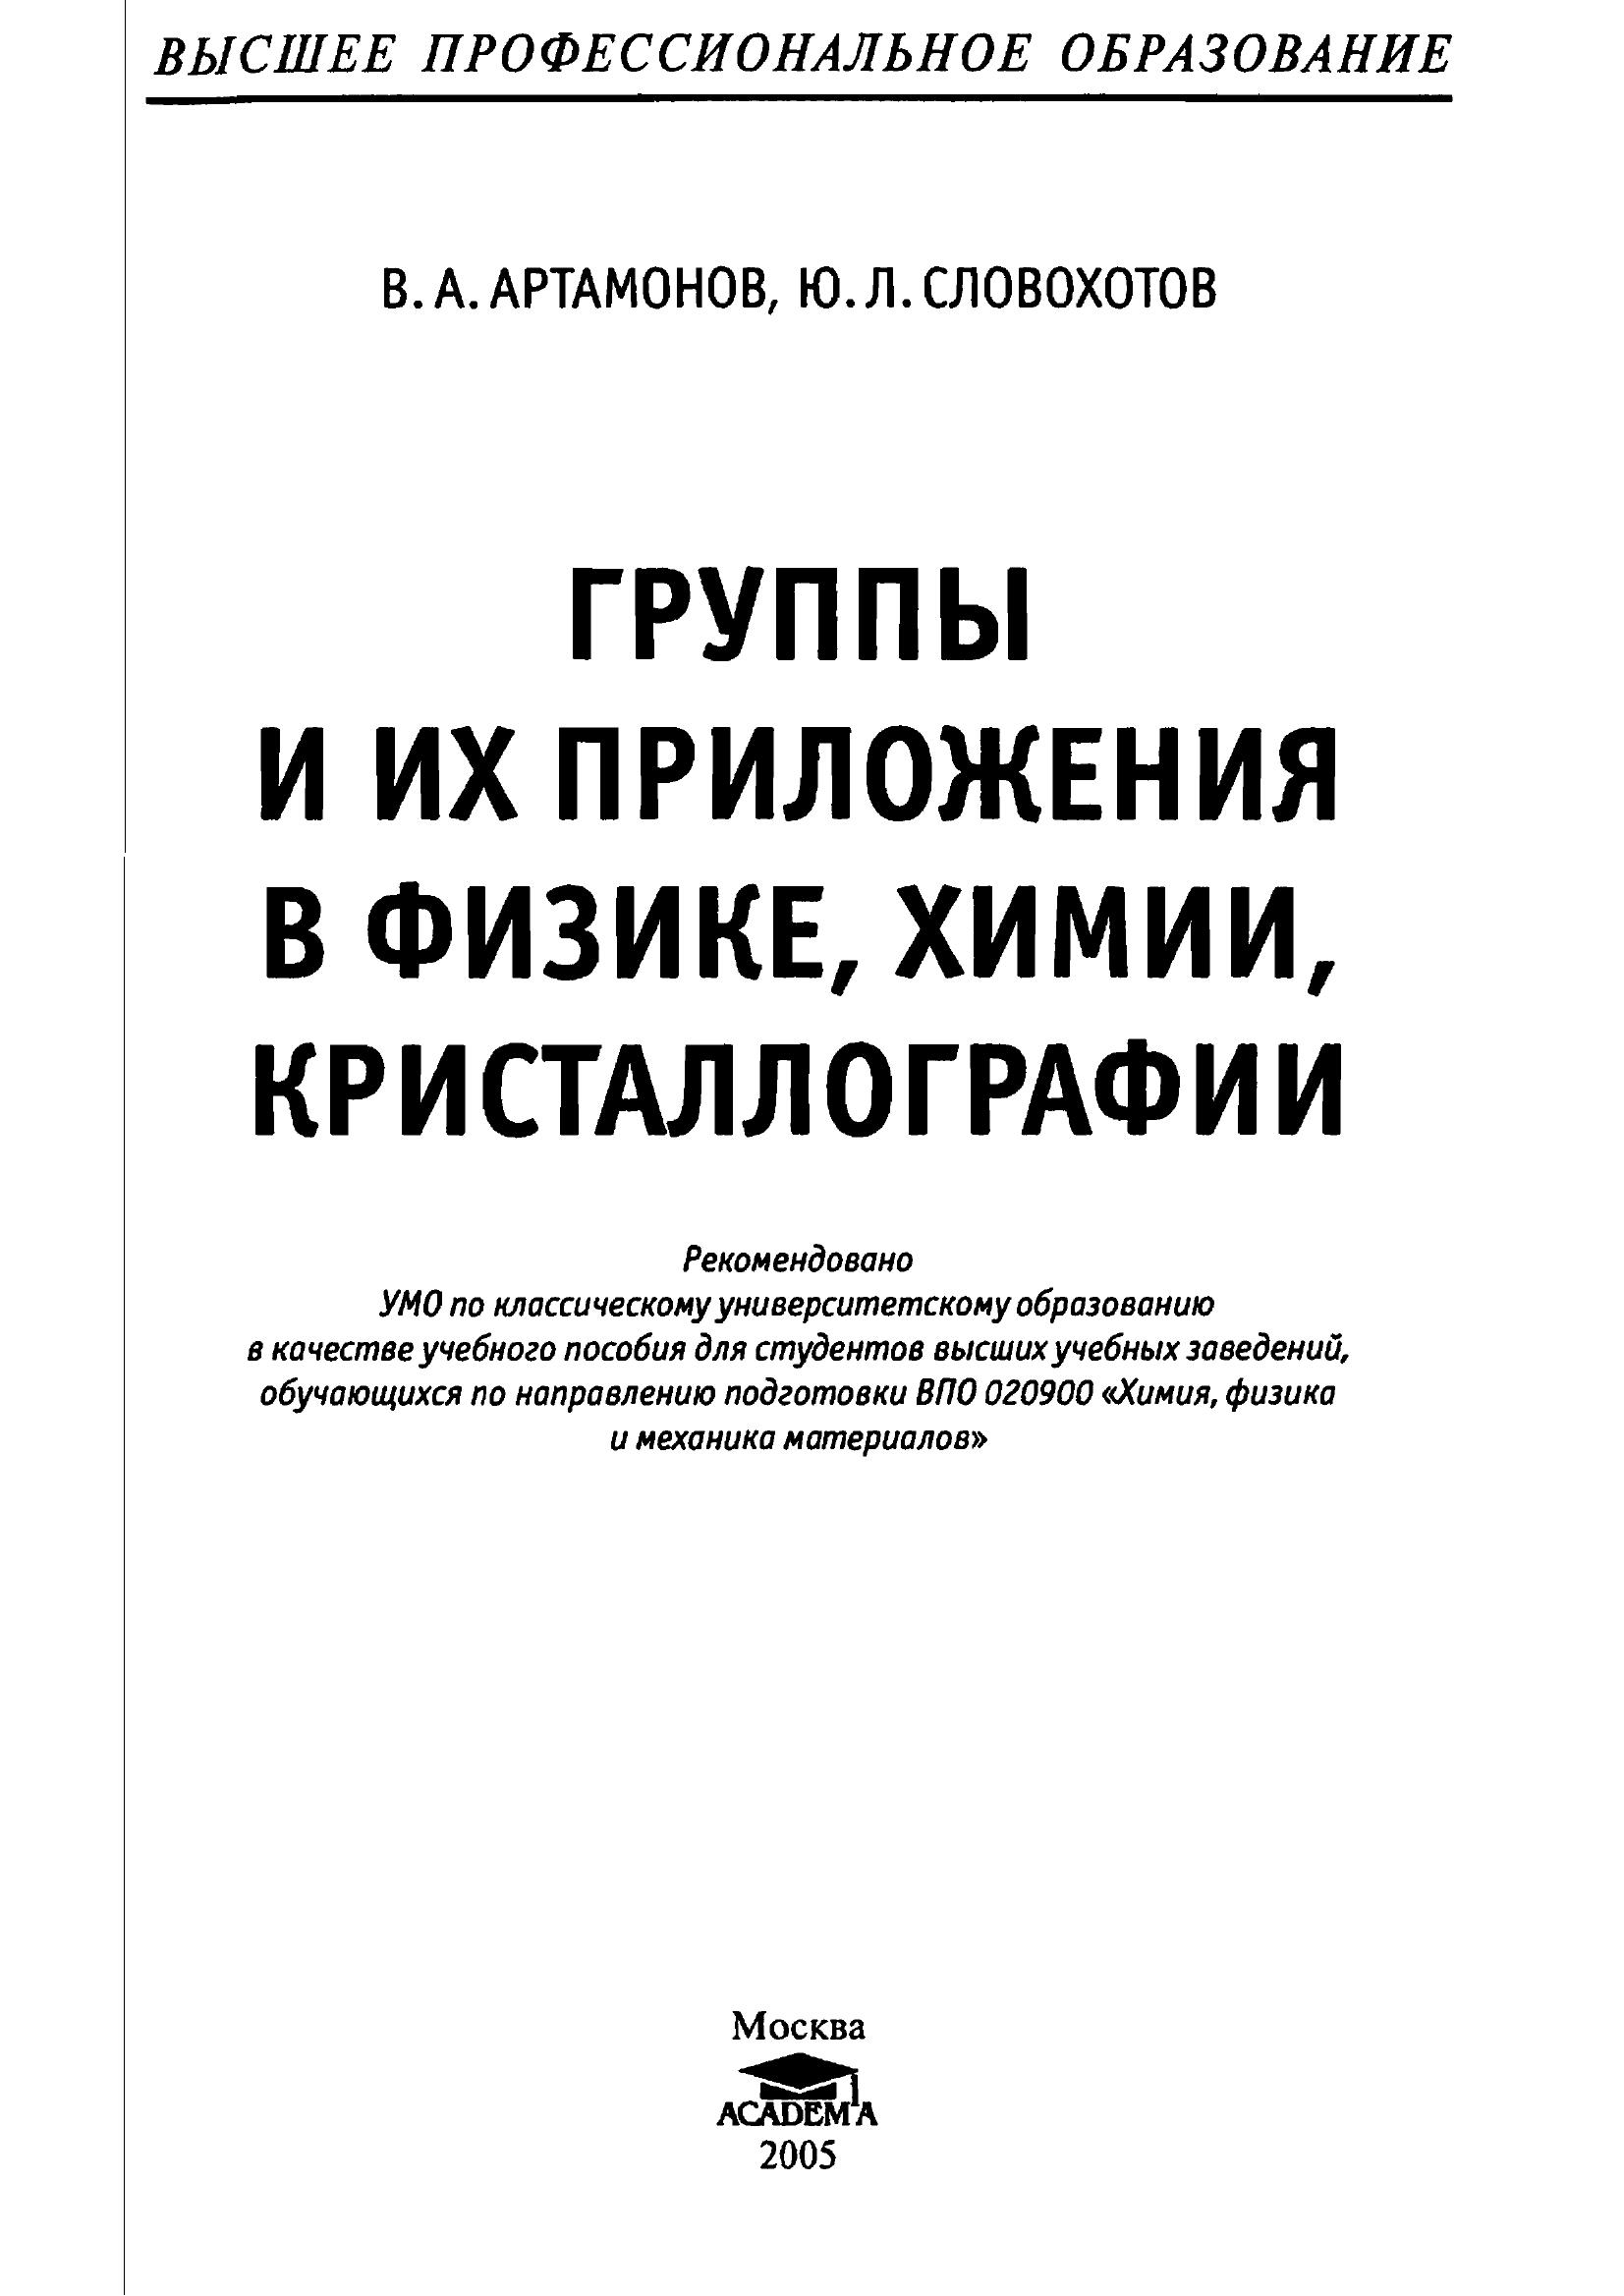 ВЫСШЕЕ ПРОФЕССИОНАЛЬНОЕ ОБРАЗОВАНИЕ
В. А. АРТАМОНОВ, Ю. Л. СЛОВОХОТОВ
ГРУППЫ
И ИХ ПРИЛОЖЕНИЯ
В ФИЗИКЕ, ХИМИИ,
КРИСТАЛЛОГРАФИИ
Рекомендовано
УМО по классическому университетскому образованию
в качестве учебного пособия для студентов высших учебных заведений,
обучающихся по направлению подготовки ВПО 020900 «Химия, физика
и механика материалов»
Москва
ACADEMA
2005